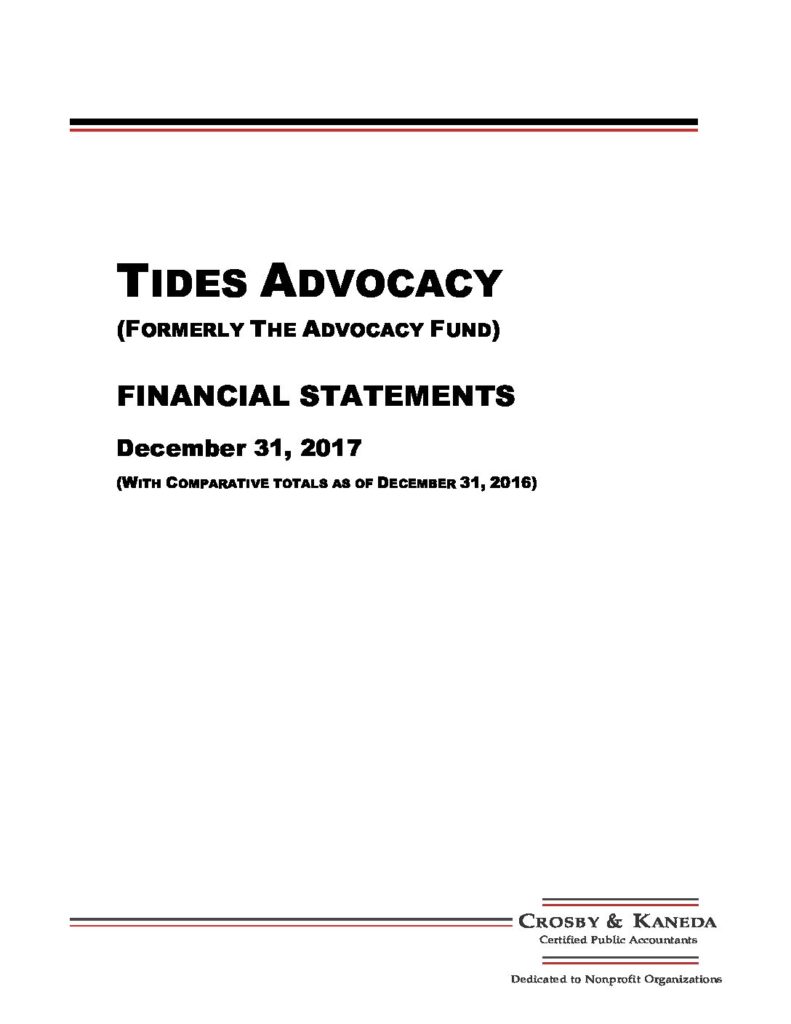 TIDES ADVOCACY
(FORMERLY THE ADVOCACY FUND)
FINANCIAL STATEMENTS
December 31, 2017
(WITH COMPARATIVE TOTALS AS OF DECEMBER 31, 2016)
CROSBY & KANEDA
Certified Public Accountants
Dedicated to Nonprofit Organizations